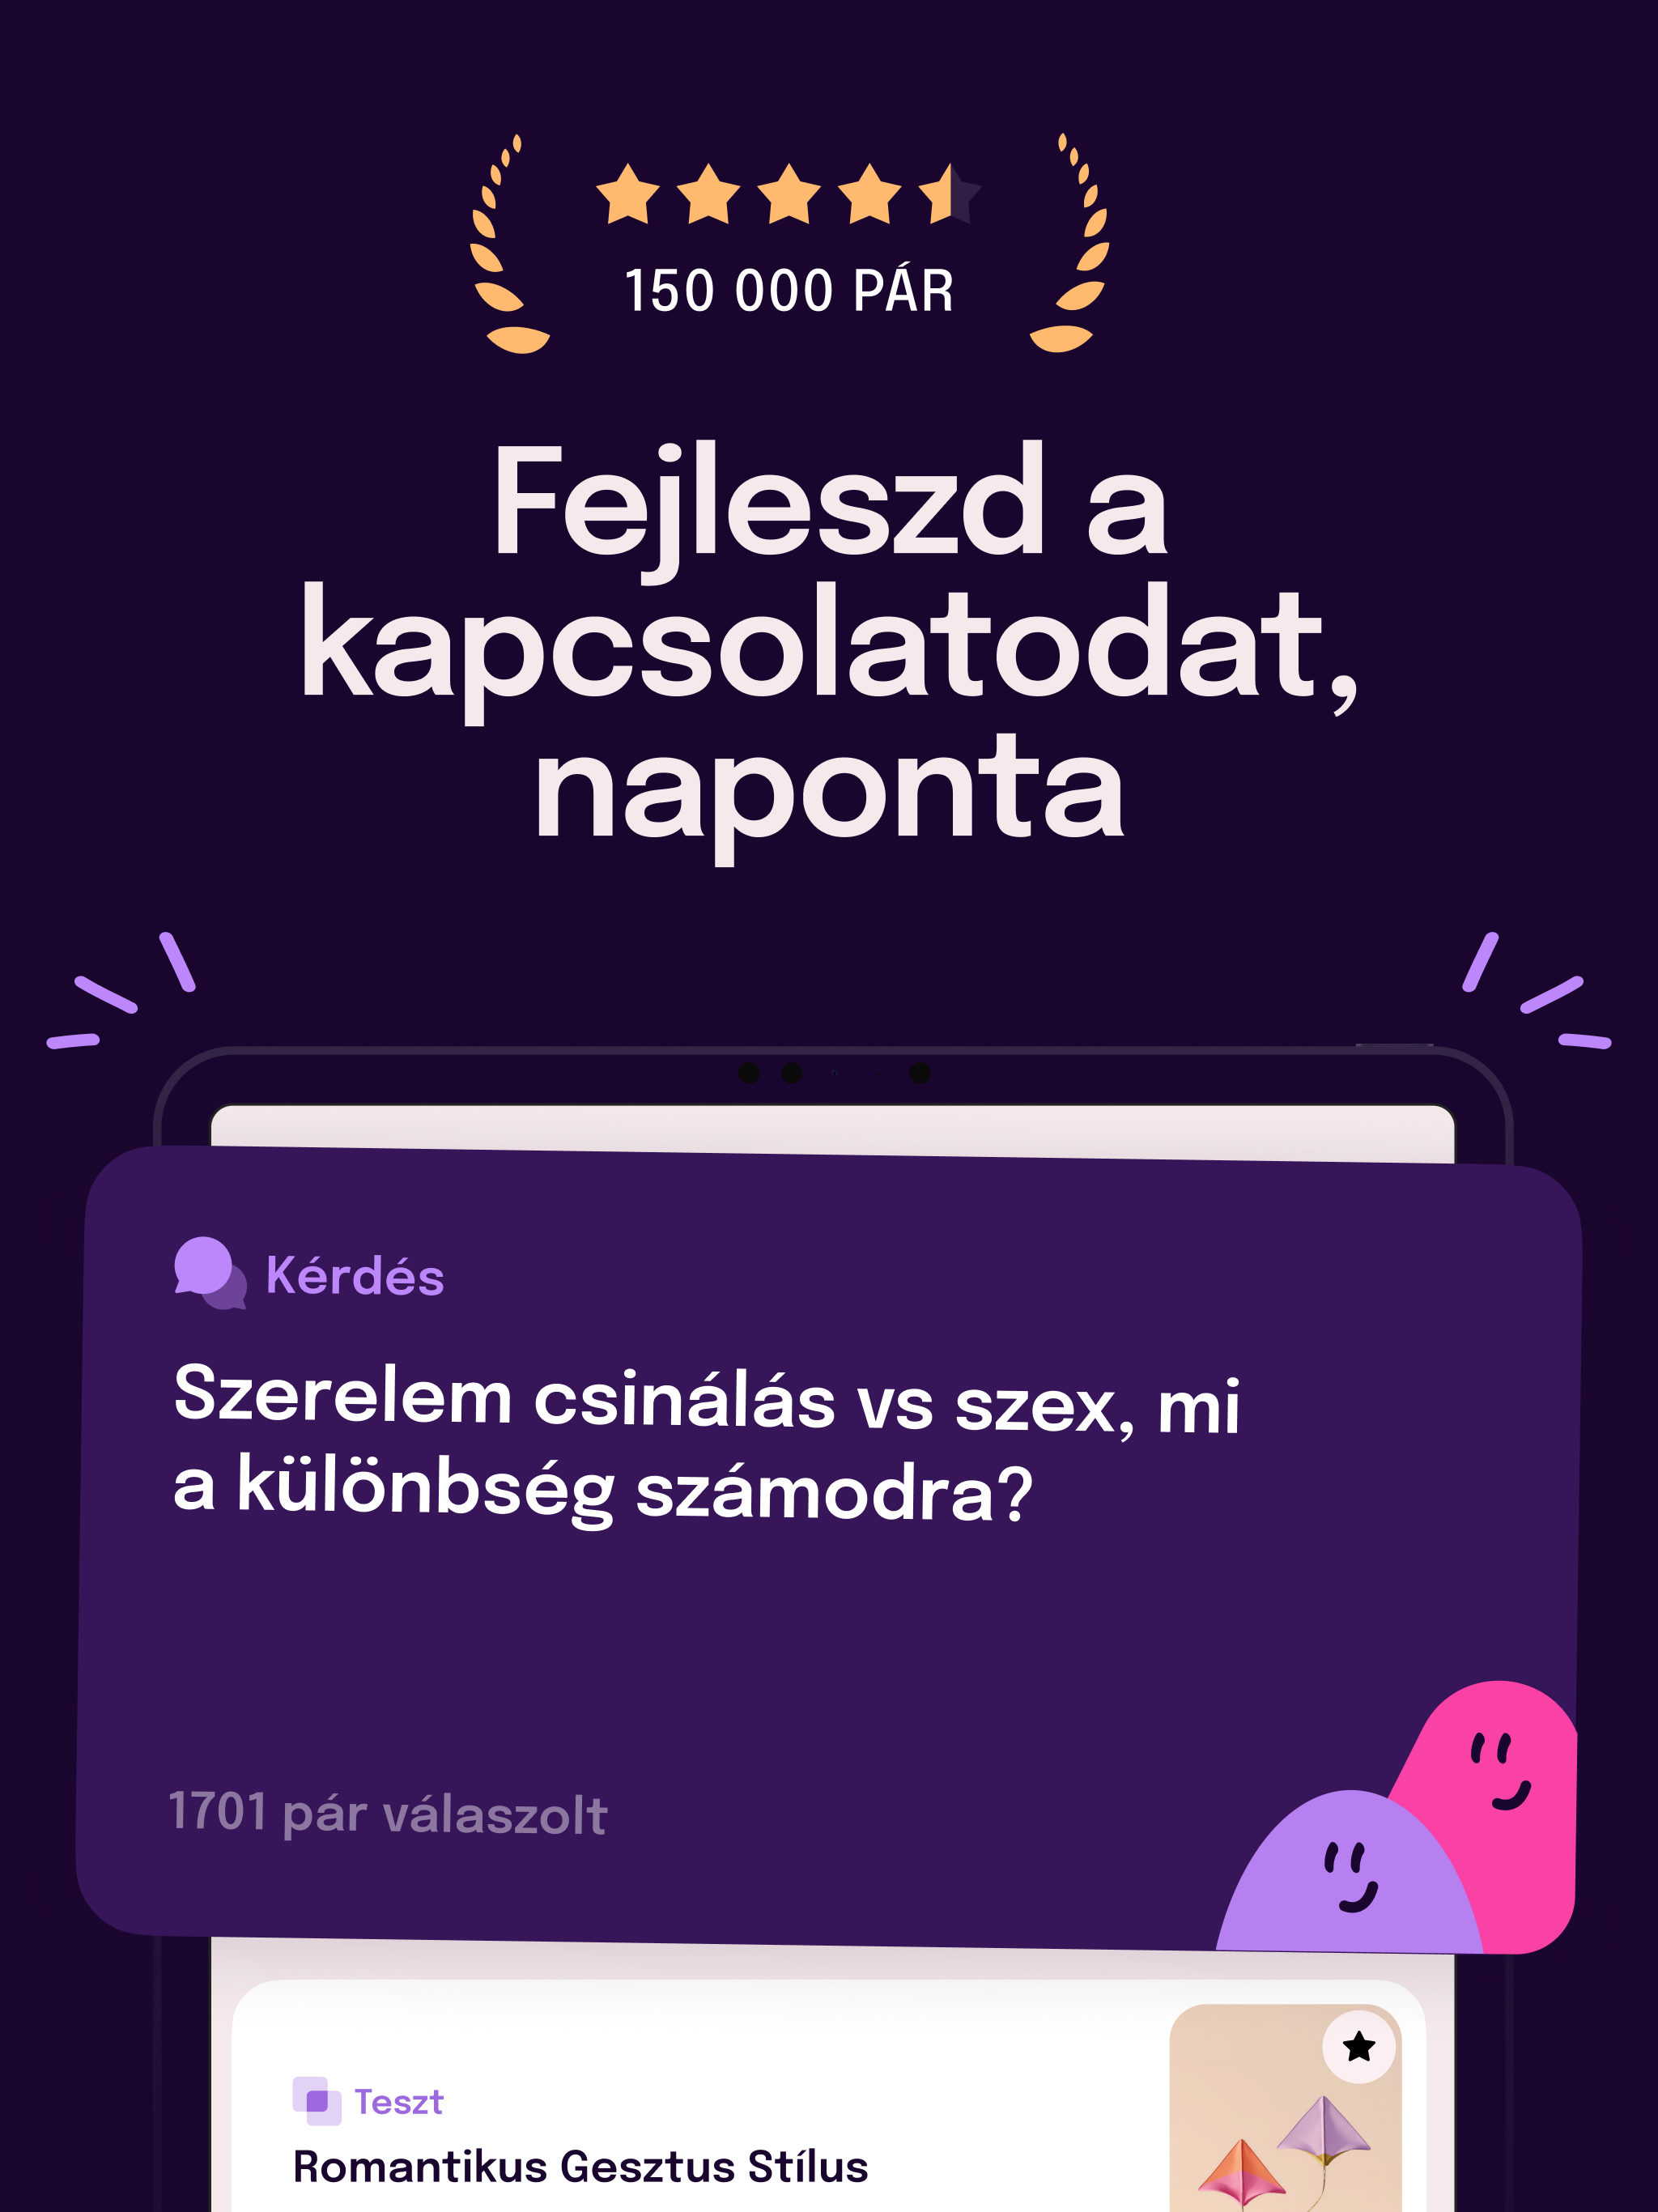 150 000 PÁR
Fejleszd a
kapcsolatodat,
naponta
Kérdés
Szerelem csinálás vs szex, mi
a különbség számodra?
1701 pár válaszolt
Teszt
Romantikus Gesztus Stílus